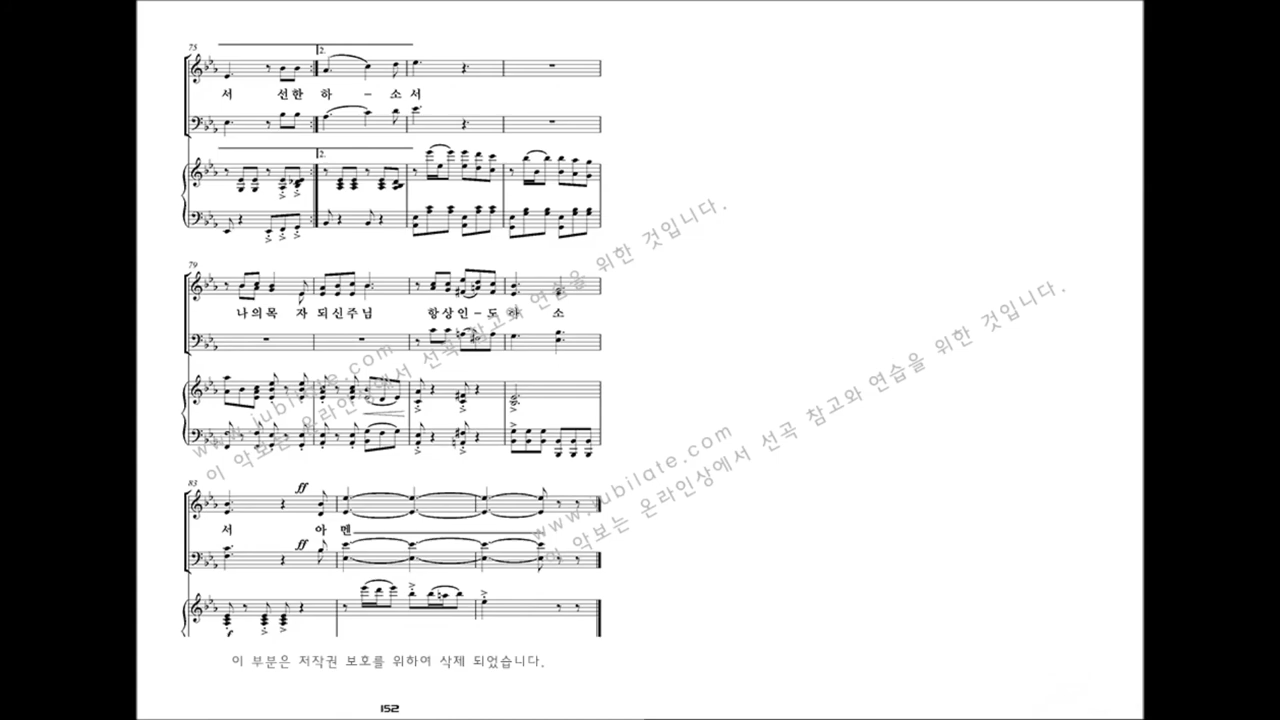 75
2.
서 선한 하 - 소 서
2.
79
나의목 자 되신주님 항상인-도하 소
83
ff
서 아 멘
ff
f
www.jubilate.com
이 악보는 온라인상에서 선곡 참고와 연습을 위한 것입니다.
www.jubilate.com
이 악보는 온라인상에서 선곡 참고와 연습을 위한 것입니다.
이 부분은 저작권 보호를 위하여 삭제 되었습니다.
152